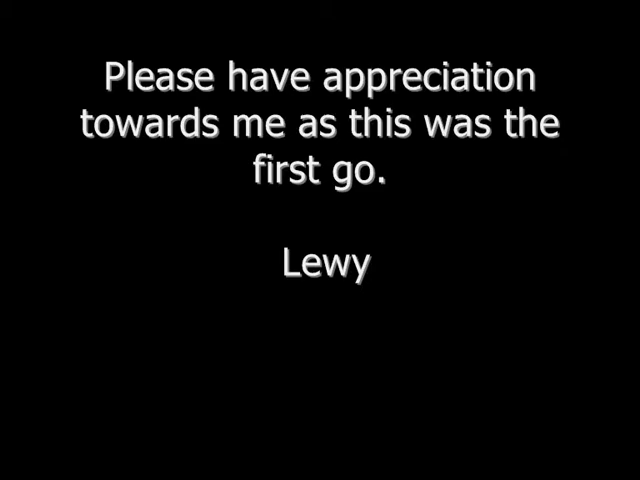 Please have appreciation
towards me as this was the
first go.
Lewy